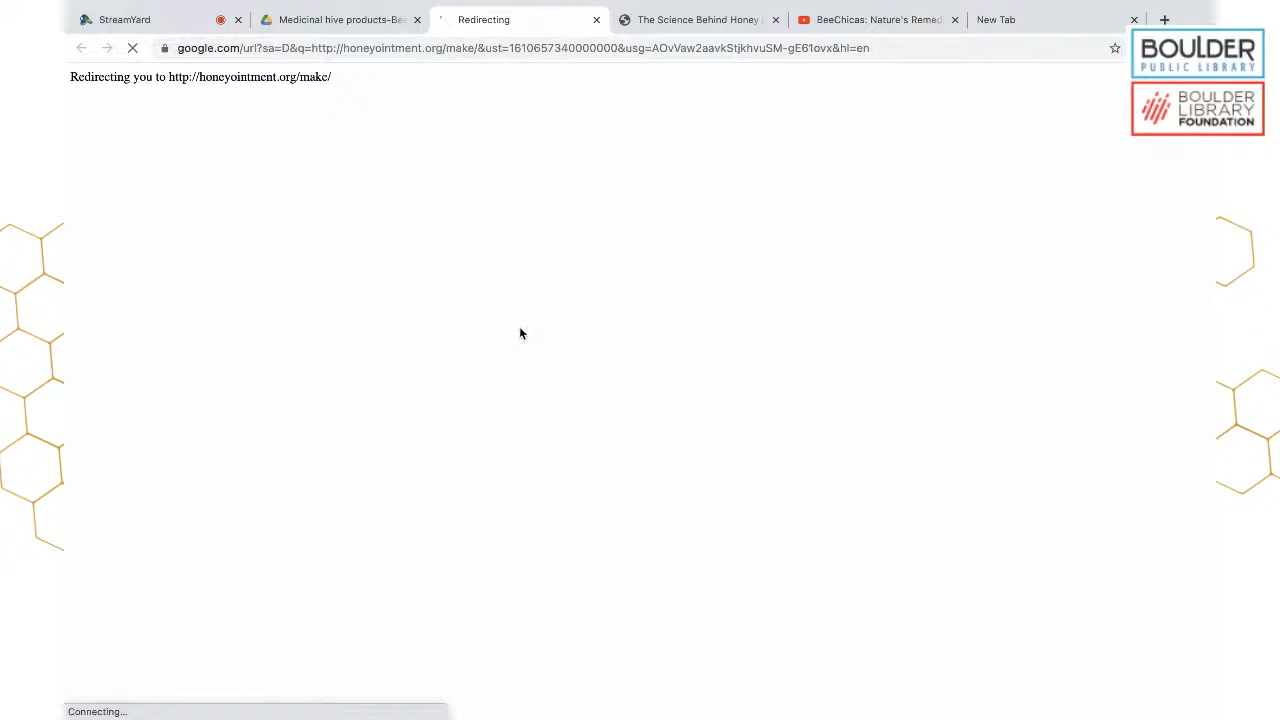 StreamYard
Medicinal hive products-Bee
Redirecting
The Science Behind Honey
BeeChicas: Nature's Remed
New Tab
google.com/url?sa=D&q=http://honeyointment.org/make/&ust=1610657340000000&usg=AOvVaw2aavkStjkhvuSM-gE61ovx&hl=en
Redirecting you to http://honeyointment.org/make/
BOULDER
PUBLIC LIBRARY
BOULDER
LIBRARY
FOUNDATION
Connecting...